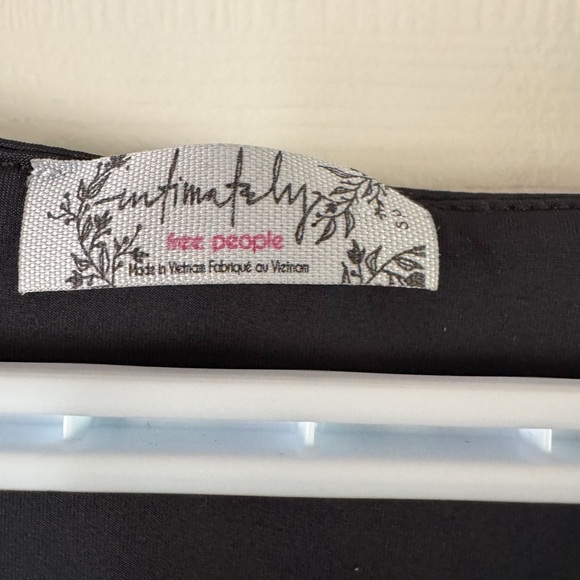 intimately
free people
Made in Vietnam Fabriqué au Vietnam